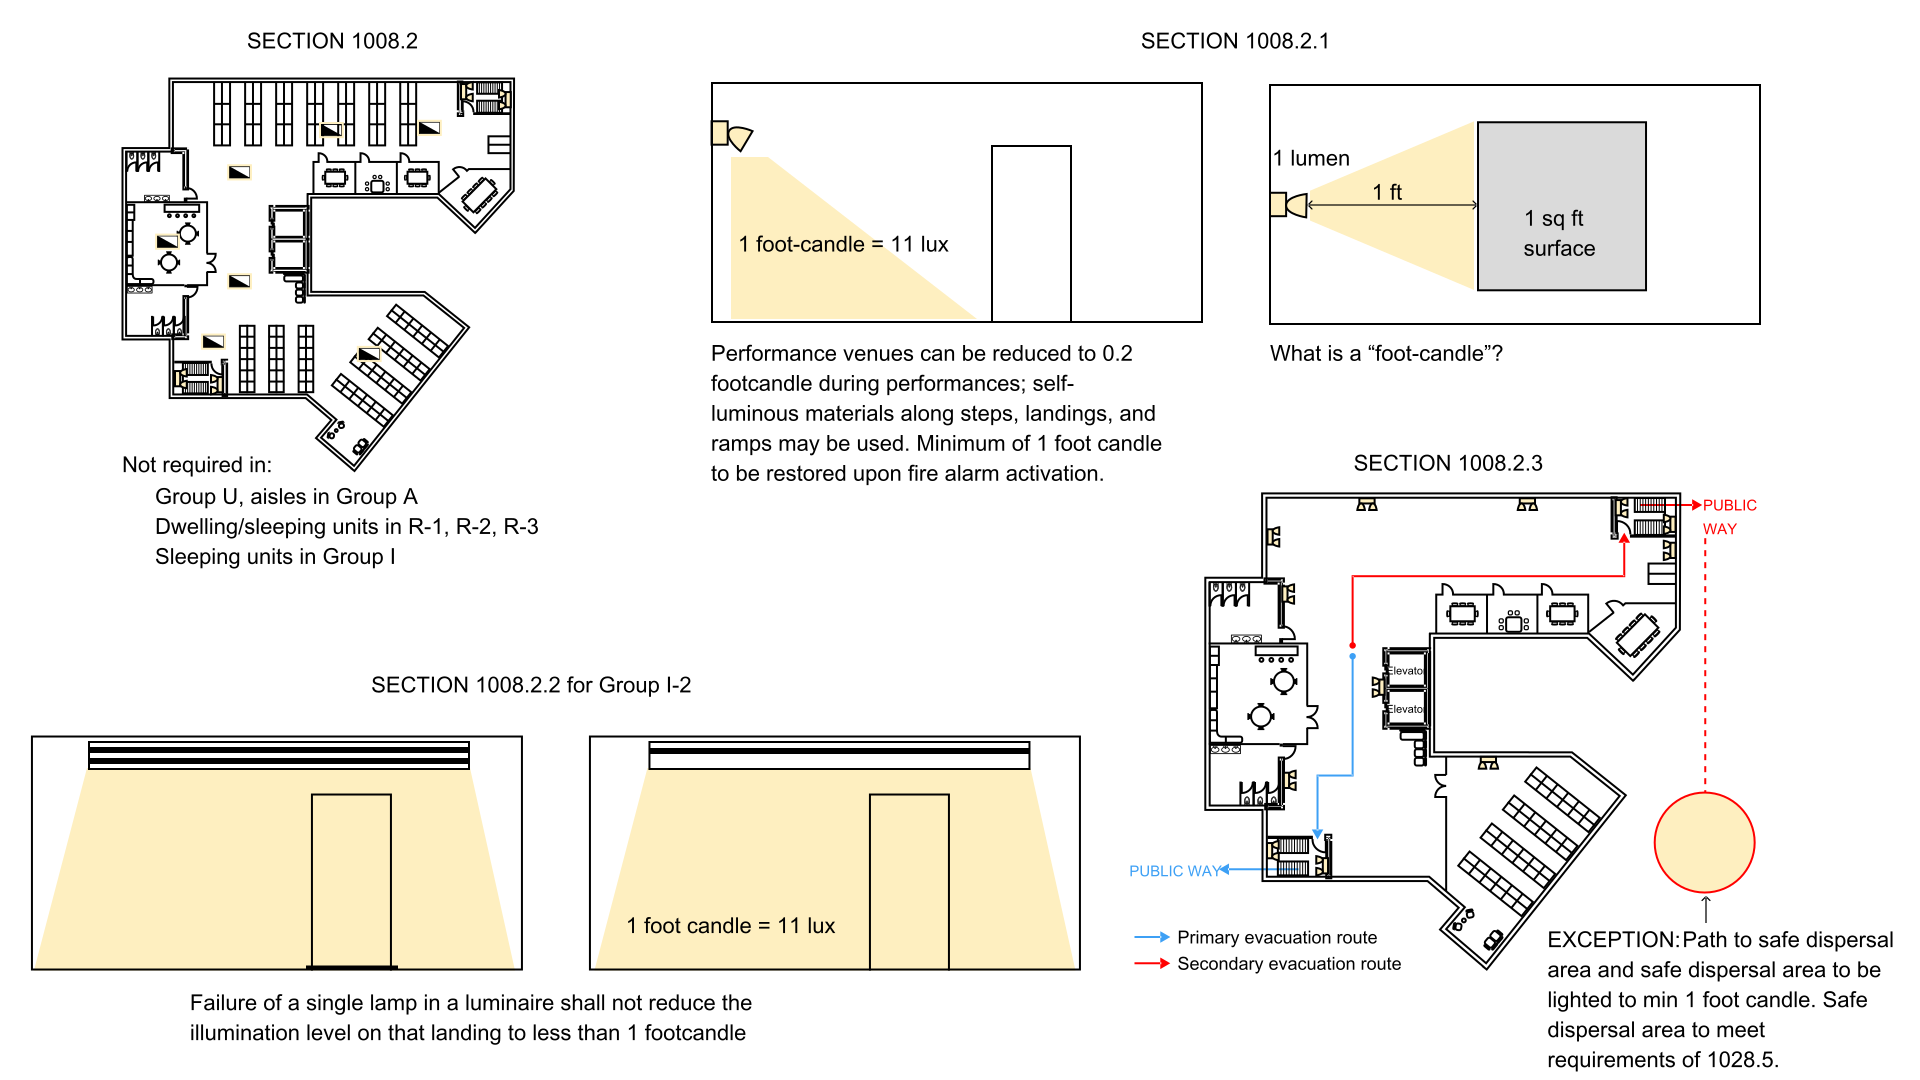 SECTION 1008.2
Not required in:
Group U, aisles in Group A
Dwelling/sleeping units in R-1, R-2, R-3
Sleeping units in Group I
SECTION 1008.2.1
1 foot-candle = 11 lux
Performance venues can be reduced to 0.2
footcandle during performances; self-
luminous materials along steps, landings, and
ramps may be used. Minimum of 1 foot candle
to be restored upon fire alarm activation.
1 lumen
1 ft
1 sq ft
surface
What is a “foot-candle”?
SECTION 1008.2.2 for Group I-2
1 foot candle = 11 lux
Failure of a single lamp in a luminaire shall not reduce the
illumination level on that landing to less than 1 footcandle
SECTION 1008.2.3
PUBLIC
WAY
Elevator
Elevator
PUBLIC WAY
Primary evacuation route
Secondary evacuation route
EXCEPTION: Path to safe dispersal
area and safe dispersal area to be
lighted to min 1 foot candle. Safe
dispersal area to meet
requirements of 1028.5.